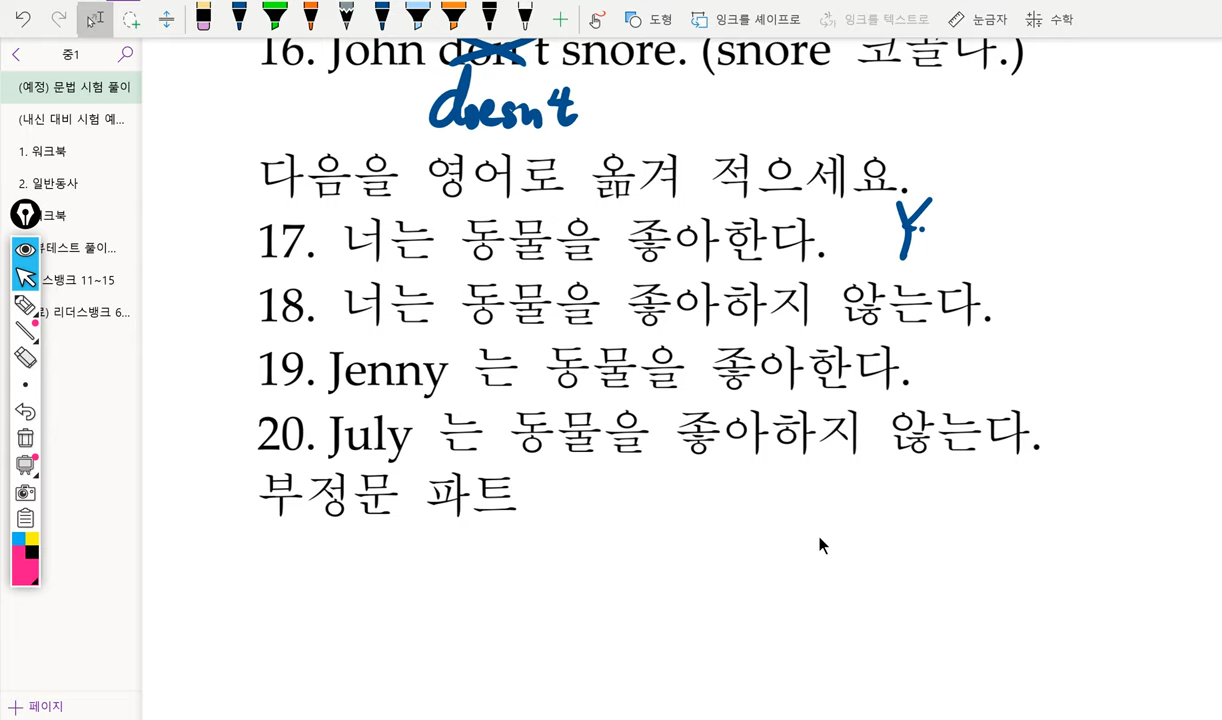 도형
잉크를 셰이프로
잉크를 텍스트로
눈금자
수학
중1
(예정) 문법 시험 풀이
(내신 대비 시험 예...
1. 워크북
2. 일반동사
크북
스뱅크 11~15
) 리더스뱅크 6...
페이지
16. John don't snore. (snore 코골다.)
doesn't
다음을 영어로 옮겨 적으세요.
17. 너는 동물을 좋아한다. Y
18. 너는 동물을 좋아하지 않는다.
19. Jenny 는 동물을 좋아한다.
20. July 는 동물을 좋아하지 않는다.
부정문 파트